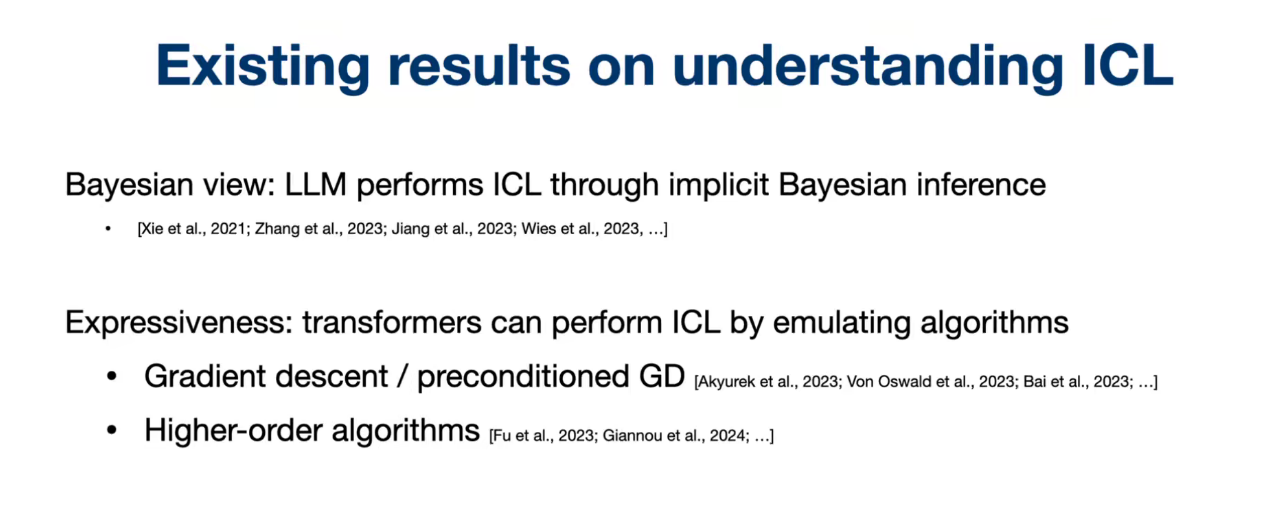 Existing results on understanding ICL
Bayesian view: LLM performs ICL through implicit Bayesian inference
• [Xie et al., 2021; Zhang et al., 2023; Jiang et al., 2023; Wies et al., 2023, …]
Expressiveness: transformers can perform ICL by emulating algorithms
• Gradient descent / preconditioned GD [Akyurek et al., 2023; Von Oswald et al., 2023; Bai et al., 2023; …]
• Higher-order algorithms [Fu et al., 2023; Giannou et al., 2024; …]